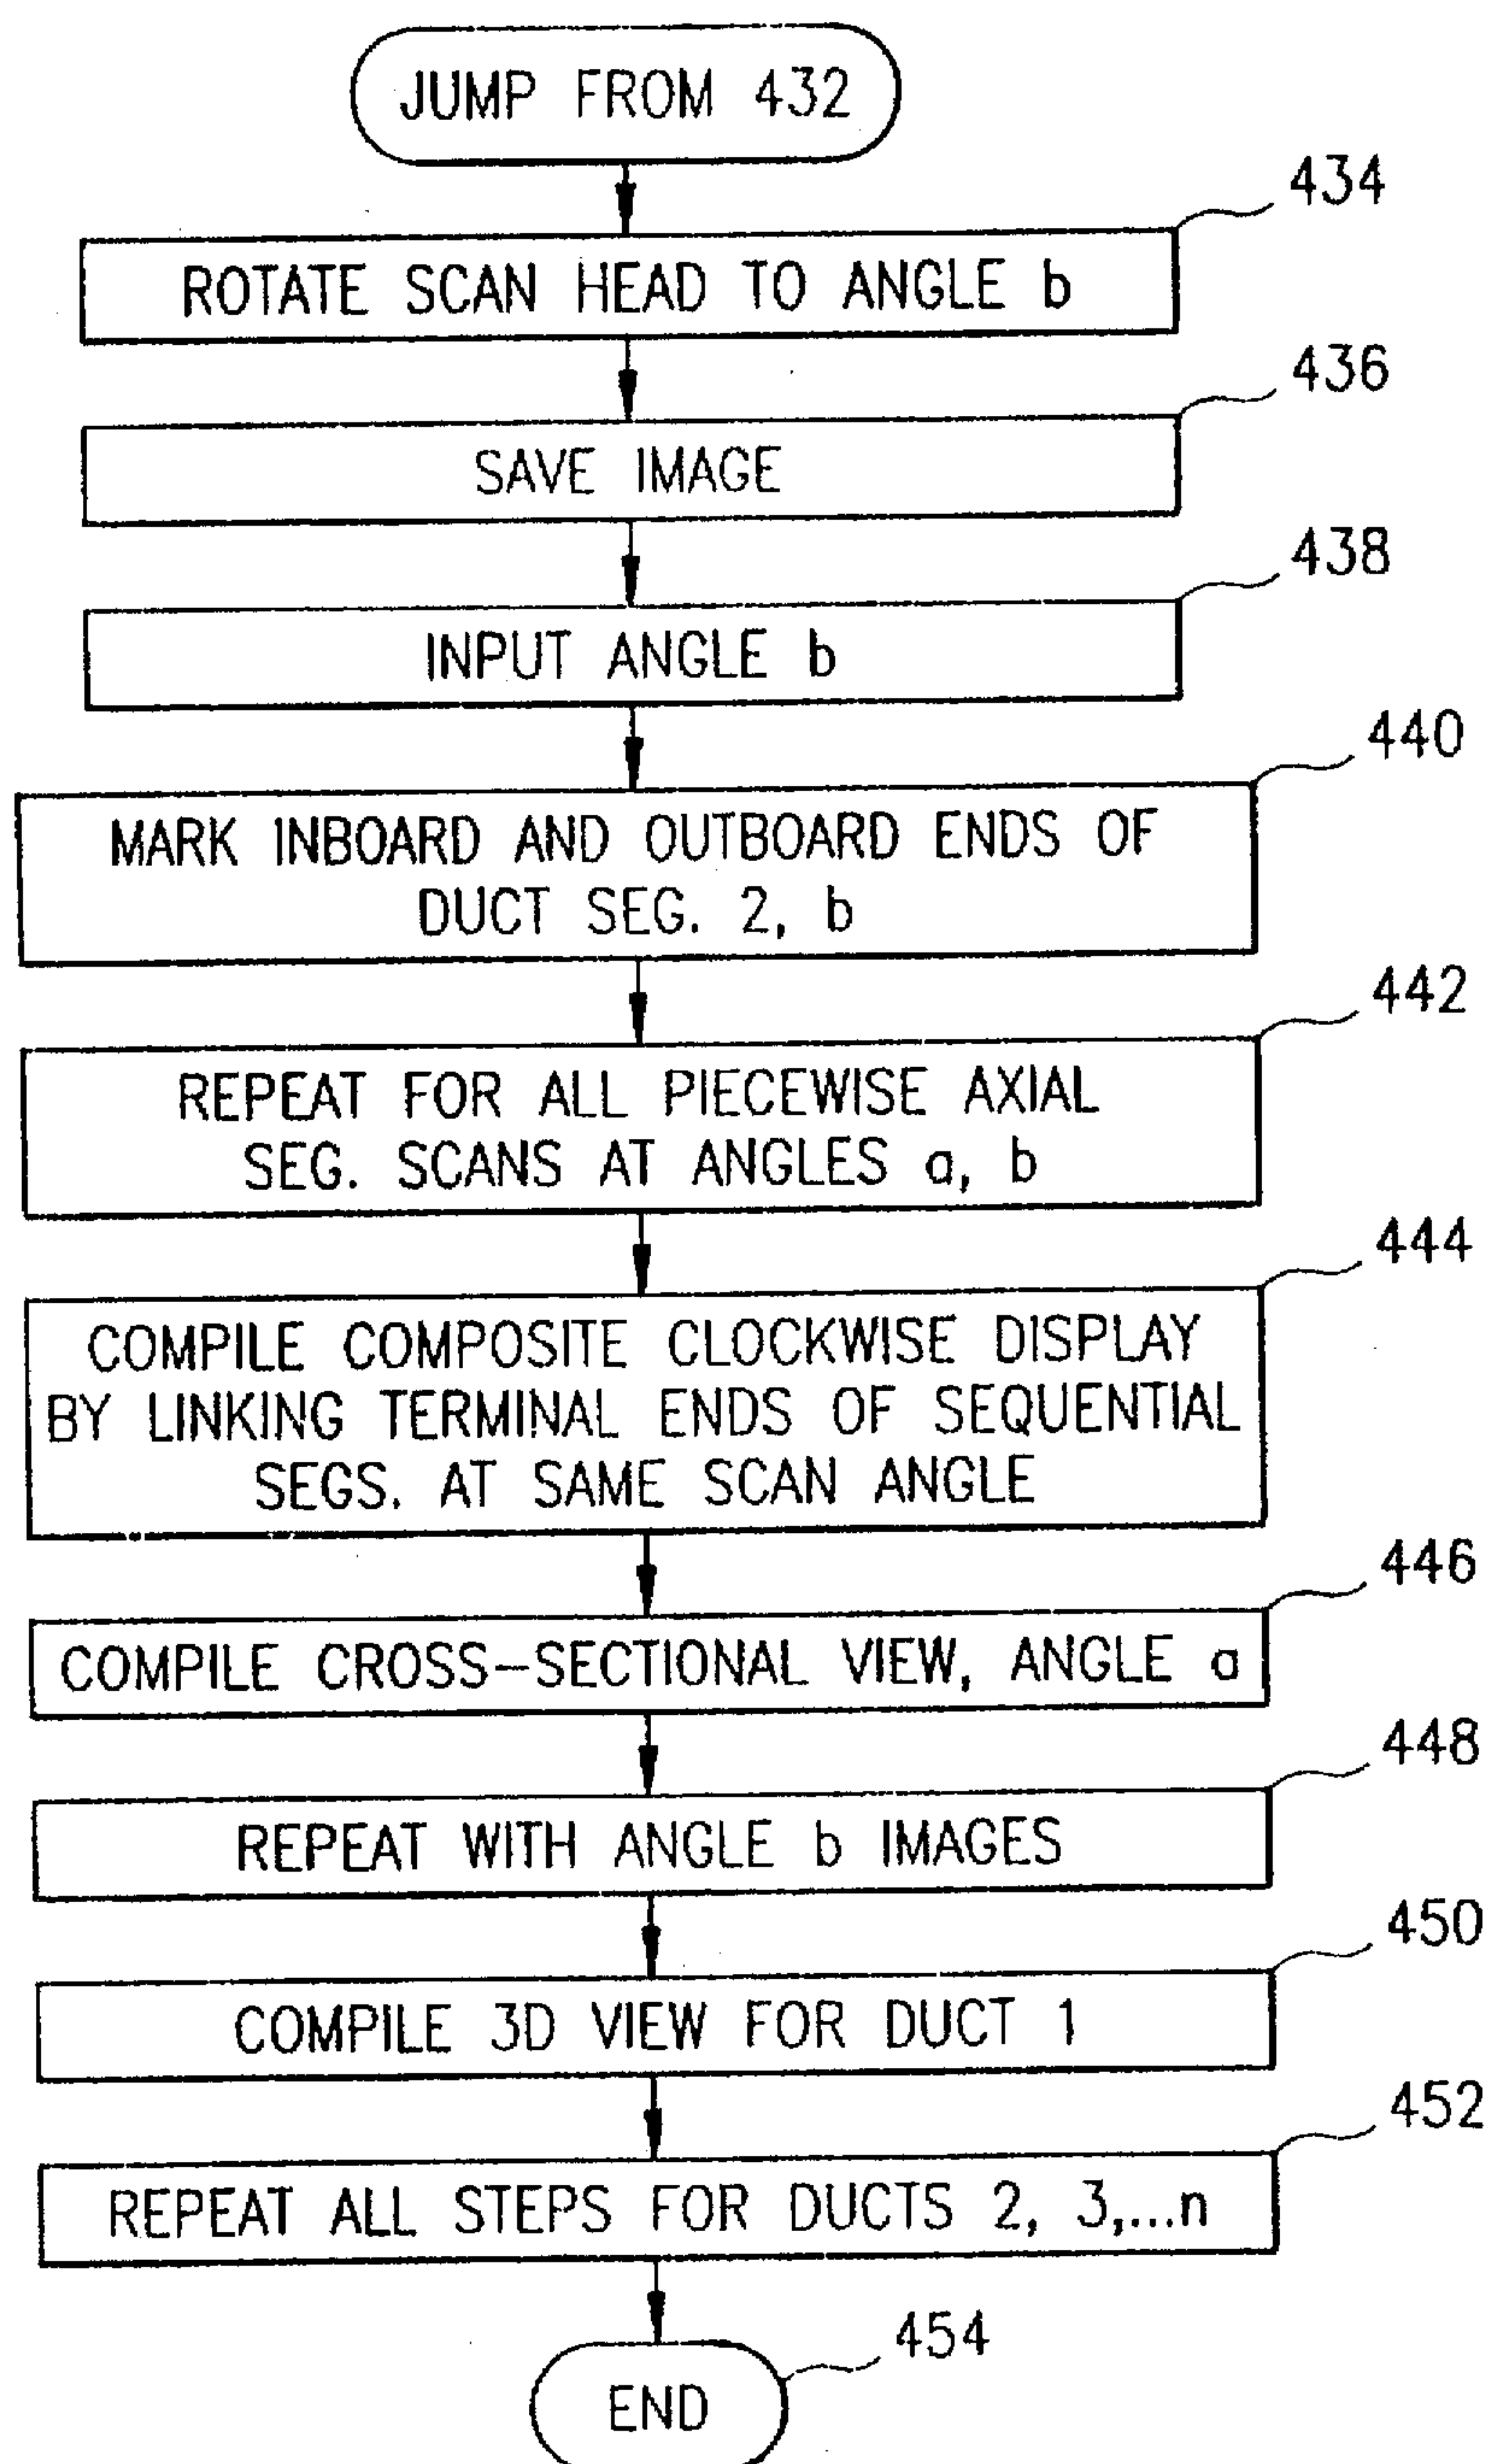 JUMP FROM 432
434
ROTATE SCAN HEAD TO ANGLE b
436
SAVE IMAGE
438
INPUT ANGLE b
440
MARK INBOARD AND OUTBOARD ENDS OF
DUCT SEG. 2, b
442
REPEAT FOR ALL PIECEWISE AXIAL
SEG. SCANS AT ANGLES a, b
444
COMPILE COMPOSITE CLOCKWISE DISPLAY
BY LINKING TERMINAL ENDS OF SEQUENTIAL
SEGS. AT SAME SCAN ANGLE
446
COMPILE CROSS-SECTIONAL VIEW, ANGLE a
448
REPEAT WITH ANGLE b IMAGES
450
COMPILE 3D VIEW FOR DUCT 1
452
REPEAT ALL STEPS FOR DUCTS 2, 3,...n
454
END